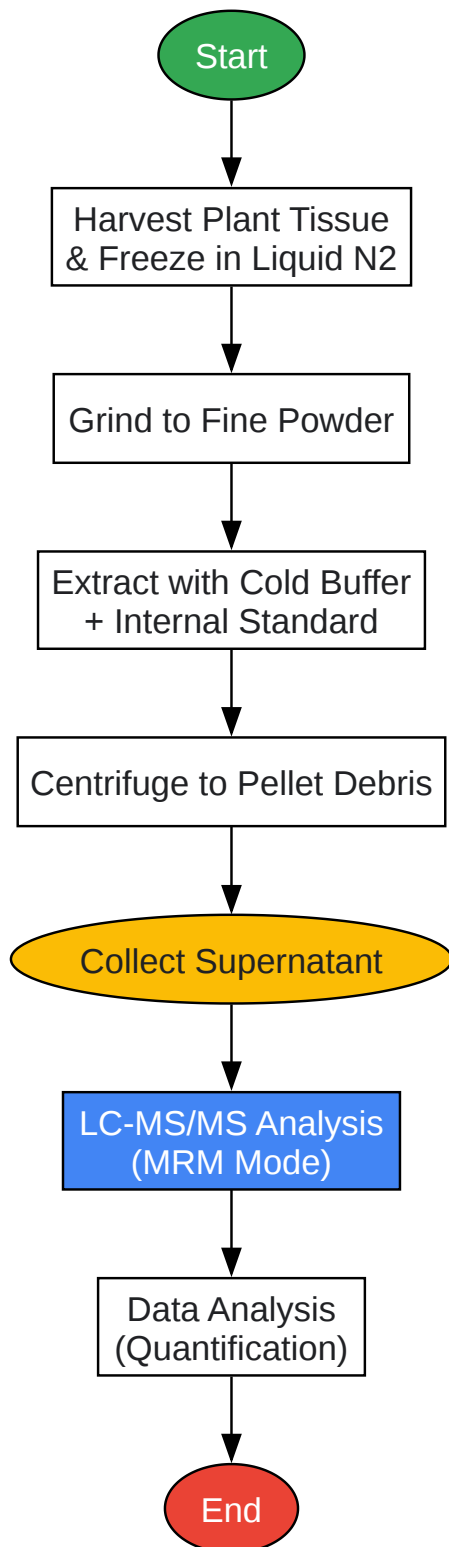 Start
Harvest Plant Tissue
& Freeze in Liquid N2
Grind to Fine Powder
Extract with Cold Buffer
+ Internal Standard
Centrifuge to Pellet Debris
Collect Supernatant
LC-MS/MS Analysis
(MRM Mode)
Data Analysis
(Quantification)
End